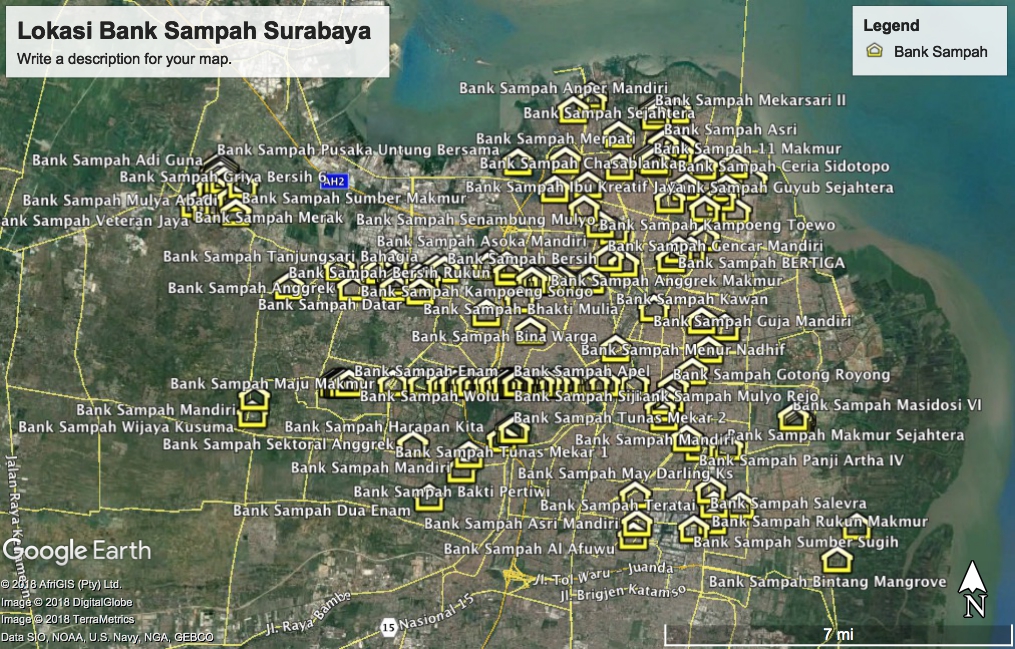 Lokasi Bank Sampah Surabaya
Write a description for your map.
Legend
Bank Sampah
Bank Sampah Anper Mandiri
Bank Sampah Mekarsari II
Bank Sampah Sejahtera
Bank Sampah Asri
Bank Sampah Merpati
Bank Sampah 11 Makmur
Bank Sampah Pusaka Untung Bersama
Bank Sampah Adi Guna
Bank Sampah Chasablanka
Bank Sampah Ceria Sidotopo
Bank Sampah Griya Bersih 6
AH2
Bank Sampah Ibu Kreatif Jaya
Bank Sampah Guyub Sejahtera
Bank Sampah Mulya Abadi
Bank Sampah Sumber Makmur
Bank Sampah Veteran Jaya
Bank Sampah Merak
Bank Sampah Senambung Mulyo
Bank Sampah Kampoeng Toewo
Bank Sampah Asoka Mandiri
Bank Sampah Gencar Mandiri
Bank Sampah Tanjungsari Bahagia
Bank Sampah Bersih
Bank Sampah BERTIGA
Bank Sampah Bersih Rukun
Bank Sampah Anggrek
Bank Sampah Anggrek Makmur
Bank Sampah Kampoeng Songo
Bank Sampah Datar
Bank Sampah Kawan
Bank Sampah Bhakti Mulia
Bank Sampah Guja Mandiri
Bank Sampah Bina Warga
Bank Sampah Menur Nadhif
Bank Sampah Enam
Bank Sampah Apel
Bank Sampah Gotong Royong
Bank Sampah Maju Makmur
Bank Sampah Wolu
Bank Sampah Siji
Bank Sampah Mulyo Rejo
Bank Sampah Masidosi VI
Bank Sampah Mandiri
Bank Sampah Tunas Mekar 2
Bank Sampah Wijaya Kusuma
Bank Sampah Harapan Kita
Bank Sampah Mandiri
Bank Sampah Makmur Sejahtera
Bank Sampah Sektoral Anggrek
Bank Sampah Tunas Mekar 1
Bank Sampah Panji Artha IV
Bank Sampah Mandiri
Bank Sampah May Darling Ks
Bank Sampah Bakti Pertiwi
Bank Sampah Teratai
Bank Sampah Salevra
Bank Sampah Dua Enam
Bank Sampah Asri Mandiri
Bank Sampah Rukun Makmur
Bank Sampah Sumber Sugih
Bank Sampah Al Afuwu
Google Earth
Jl. Tol Waru - Juanda
Bank Sampah Bintang Mangrove
© 2018 AfriGIS (Pty) Ltd.
Jl. Brigjen Katamso
Image © 2018 DigitalGlobe
Jl. Raya Bambe
Image © 2018 TerraMetrics
15 Nasional 15
N
Data SIO, NOAA, U.S. Navy, NGA, GEBCO
7 mi
Jalan Raya